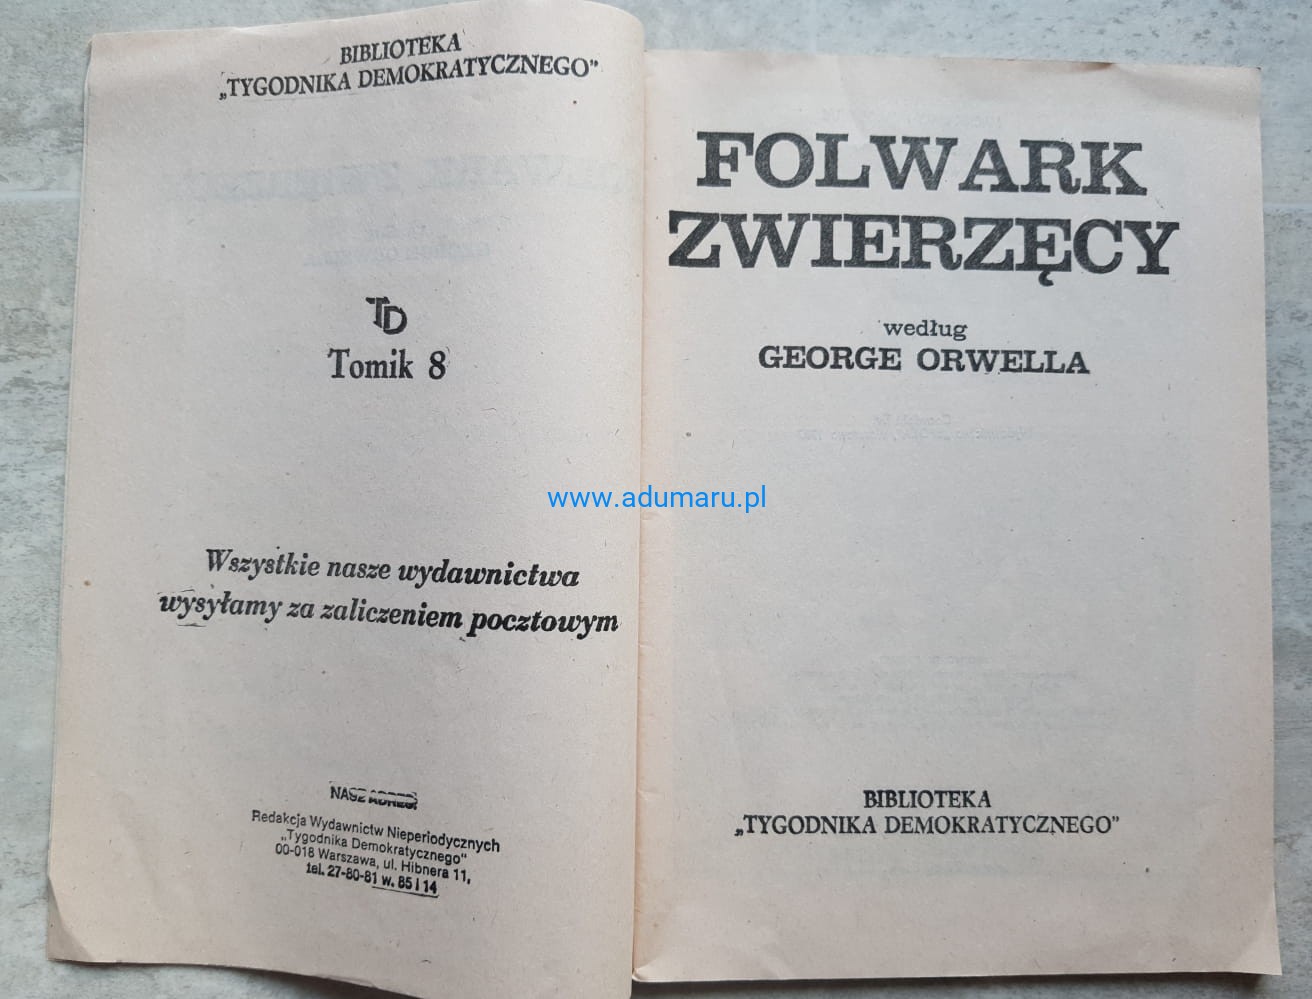 BIBLIOTEKA
„TYGODNIKA DEMOKRATYCZNEGO”
TD
Tomik 8
Wszystkie nasze wydawnictwa
wysyłamy za zaliczeniem pocztowym
NASZ ADRES:
Redakcja Wydawnictw Nieperiodycznych
„Tygodnika Demokratycznego”
00-018 Warszawa, ul. Hibnera 11,
tel. 27-80-81 w. 85 i 14
FOLWARK
ZWIERZĘCY
według
GEORGE ORWELLA
BIBLIOTEKA
„TYGODNIKA DEMOKRATYCZNEGO”
www.adumaru.pl